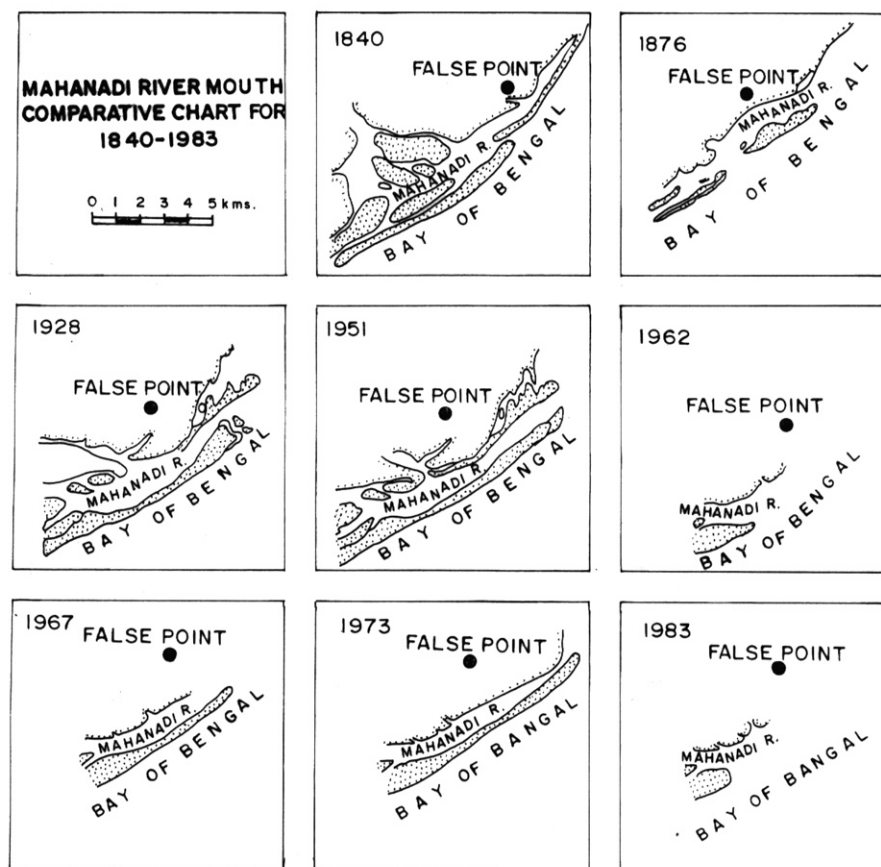 MAHANADI RIVER MOUTH
COMPARATIVE CHART FOR
1840-1983
0 1 2 3 4 5 kms.
1840
FALSE POINT
MAHANADI R.
BAY OF BENGAL
1876
FALSE POINT
MAHANADI R.
BAY OF BENGAL
1928
FALSE POINT
MAHANADI R.
BAY OF BENGAL
1951
FALSE POINT
MAHANADI R.
BAY OF BENGAL
1962
FALSE POINT
MAHANADI R.
BAY OF BENGAL
1967
FALSE POINT
MAHANADI R.
BAY OF BENGAL
1973
FALSE POINT
MAHANADI R.
BAY OF BANGAL
1983
FALSE POINT
MAHANADI R.
BAY OF BANGAL